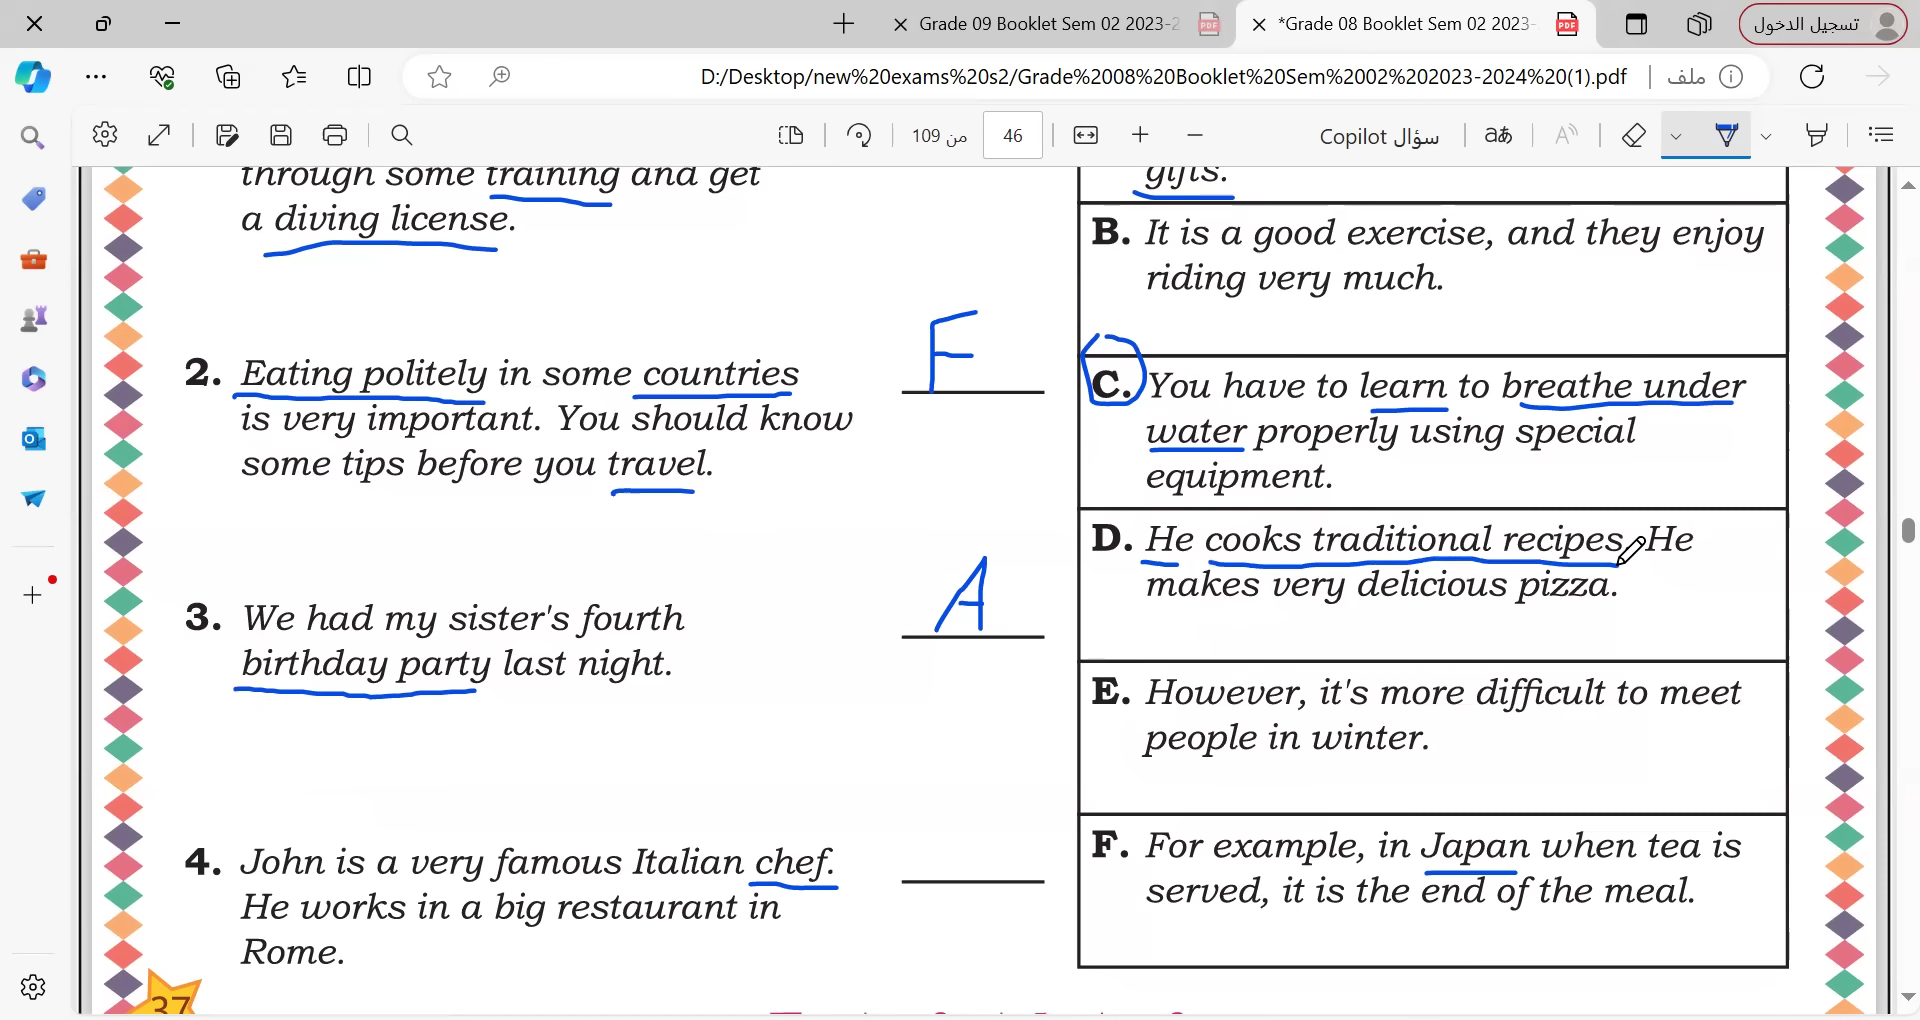 Grade 09 Booklet Sem 02 2023-2
*Grade 08 Booklet Sem 02 2023-
تسجيل الدخول
D:/Desktop/new%20exams%20s2/Grade%2008%20Booklet%20Sem%2002%202023-2024%20(1).pdf
ملف
من 109
46
سؤال Copilot
through some training and get
a diving license.
2. Eating politely in some countries
is very important. You should know
some tips before you travel.
F
3. We had my sister's fourth
birthday party last night.
A
4. John is a very famous Italian chef.
He works in a big restaurant in
Rome.
37
gifts.
B. It is a good exercise, and they enjoy
riding very much.
C. You have to learn to breathe under
water properly using special
equipment.
D. He cooks traditional recipes. He
makes very delicious pizza.
E. However, it's more difficult to meet
people in winter.
F. For example, in Japan when tea is
served, it is the end of the meal.